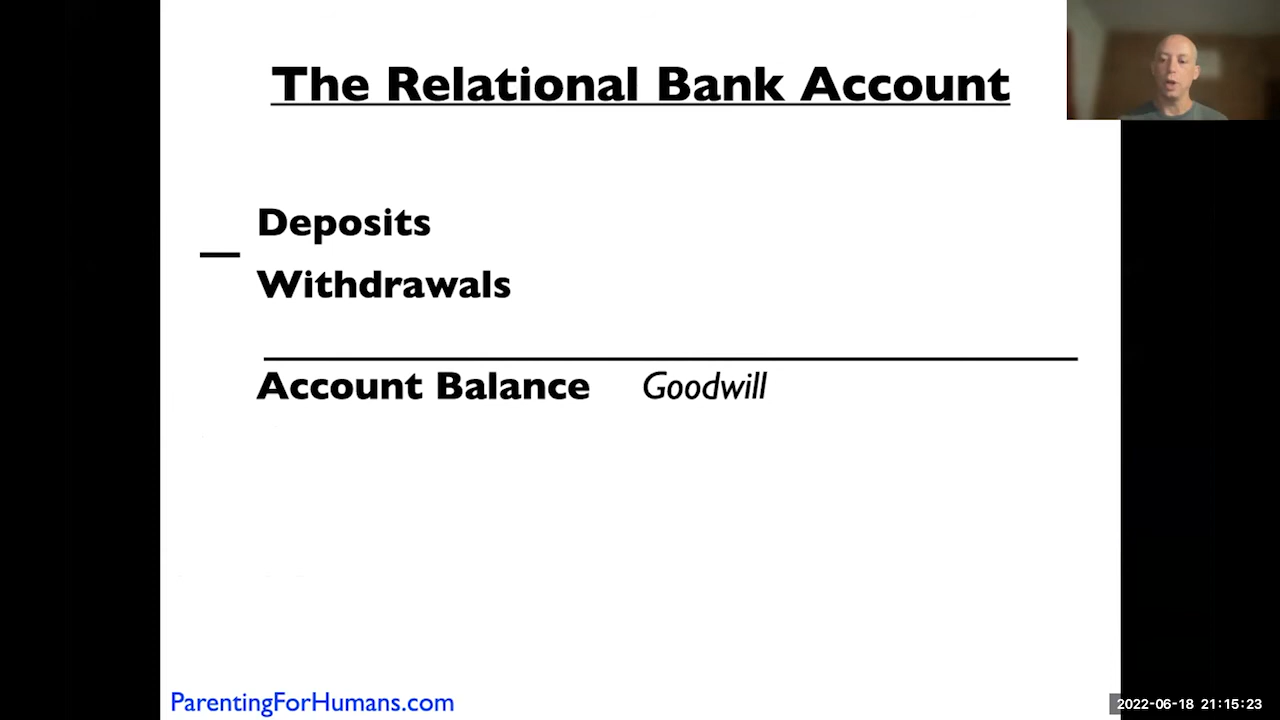 The Relational Bank Account
Deposits
Withdrawals
Account Balance Goodwill
ParentingForHumans.com
2022-06-18 21:15:23